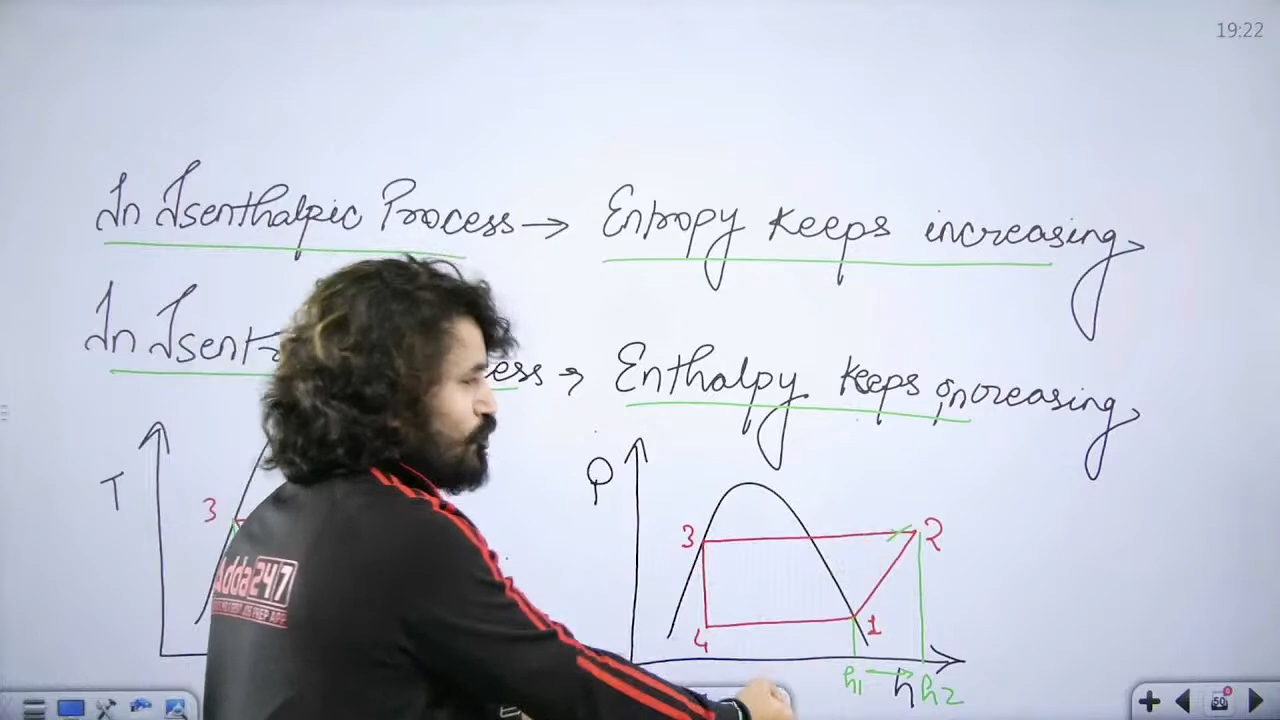 19:22
In Isenthalpic Process → Entropy Keeps increasing
In ess → Enthalpy Keeps increasing
T
3
P
3
2
4
1
h1 → h h2
Adda247
50